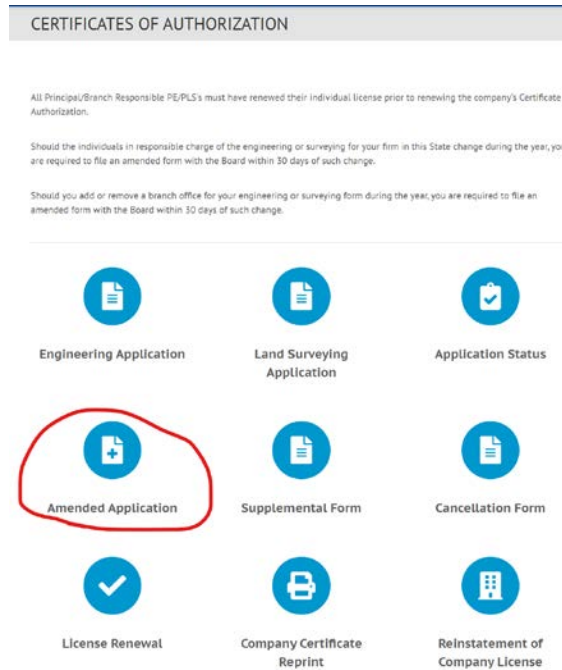 CERTIFICATES OF AUTHORIZATION
All Principal/Branch Responsible PE/PLS's must have renewed their individual license prior to renewing the company's Certificate
Authorization.
Should the individuals in responsible charge of the engineering or surveying for your firm in this State change during the year, you
are required to file an amended form with the Board within 30 days of such change.
Should you add or remove a branch office for your engineering or surveying form during the year, you are required to file an
amended form with the Board within 30 days of such change.
Engineering Application
Land Surveying
Application
Application Status
Amended Application
Supplemental Form
Cancellation Form
License Renewal
Company Certificate
Reprint
Reinstatement of
Company License